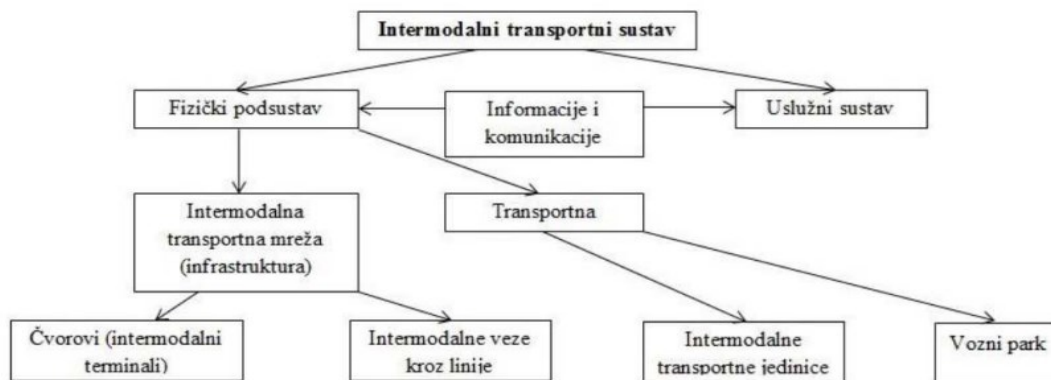 Intermodalni transportni sustav
Fizički podsustav
Informacije i
komunikacije
Uslužni sustav
Intermodalna
transportna mreža
(infrastruktura)
Transportna
Čvorovi (intermodalni
terminali)
Intermodalne veze
kroz linije
Intermodalne
transportne jedinice
Vozni park